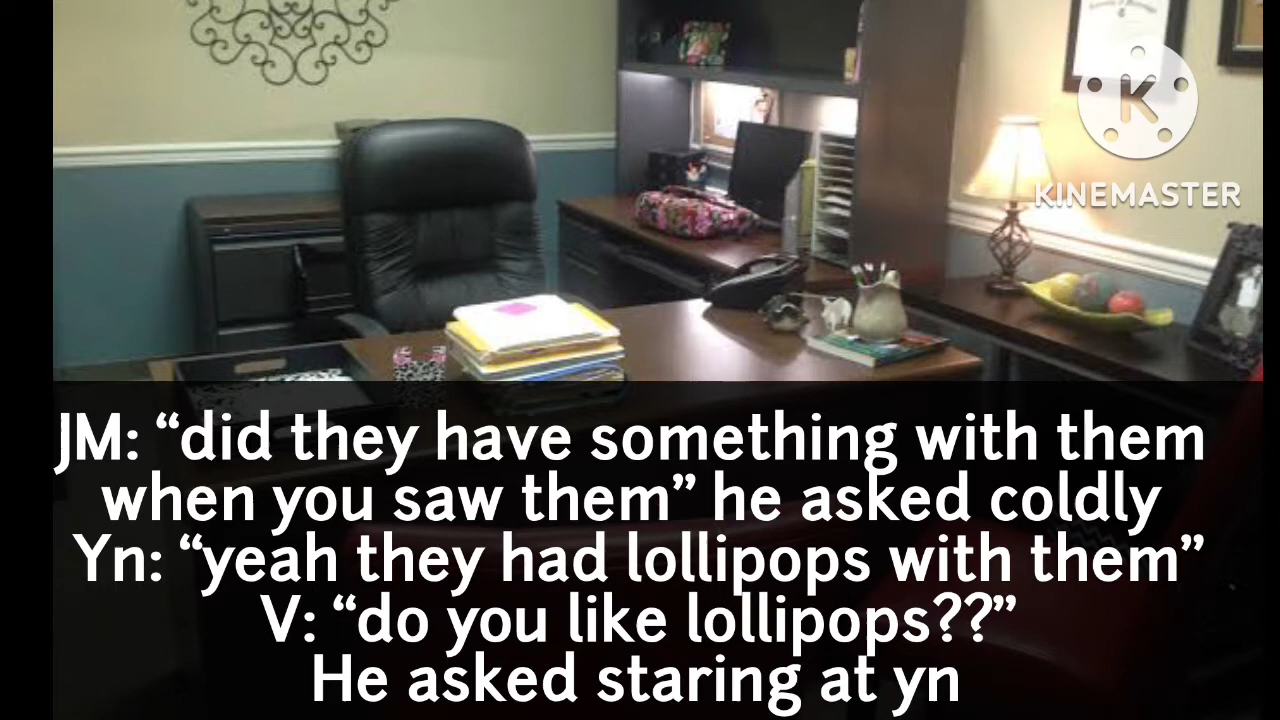 K
KINEMASTER
JM: “did they have something with them
when you saw them” he asked coldly
Yn: “yeah they had lollipops with them”
V: “do you like lollipops??”
He asked staring at yn